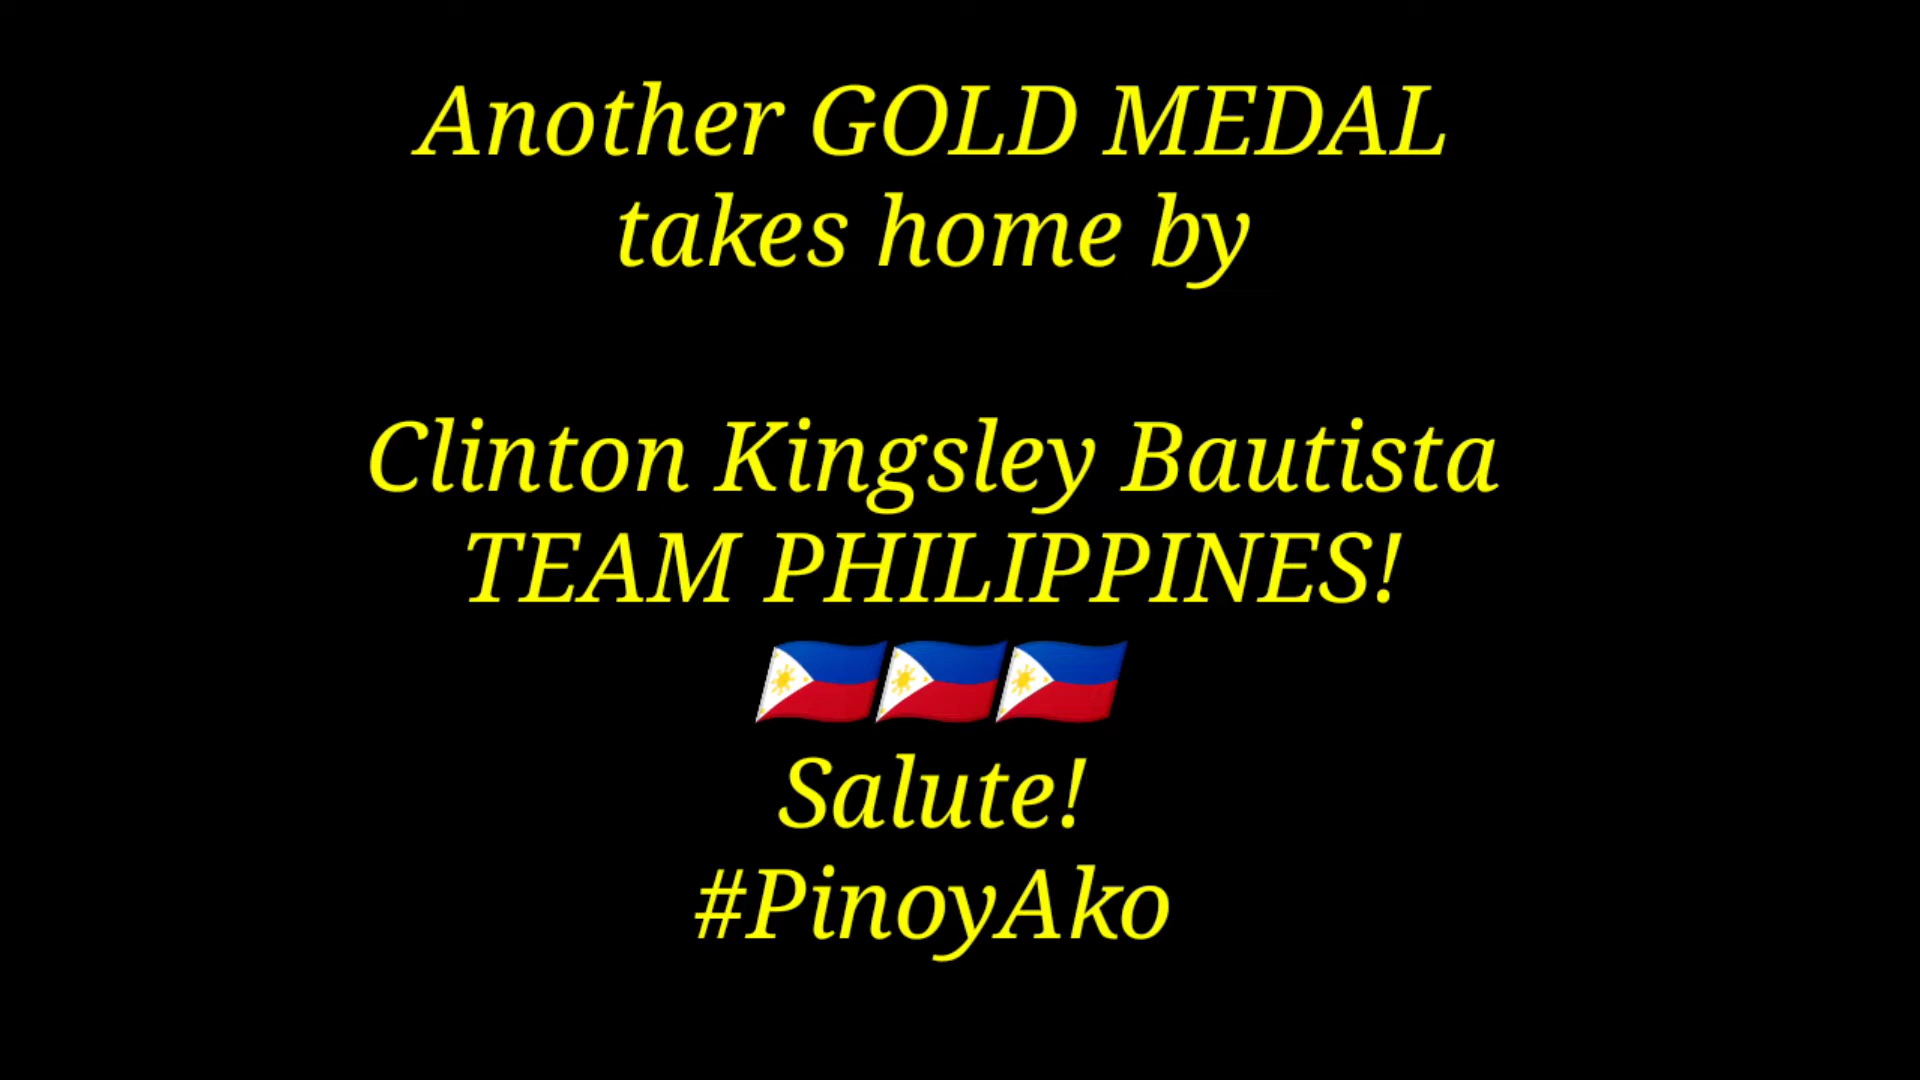 Another GOLD MEDAL
takes home by
Clinton Kingsley Bautista
TEAM PHILIPPINES!
🇵🇭🇵🇭🇵🇭
Salute!
#PinoyAko